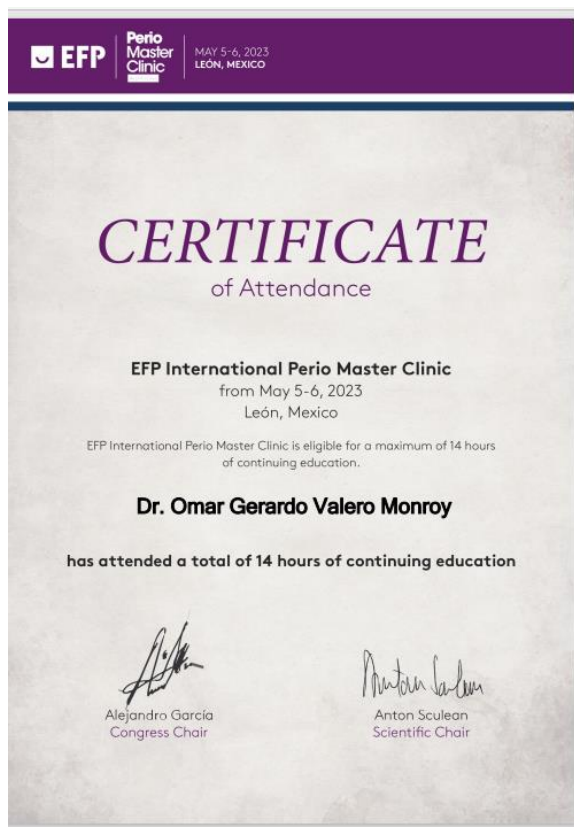 EFP
Perio
Master
Clinic
MAY 5-6, 2023
LEÓN, MEXICO
CERTIFICATE
of Attendance
EFP International Perio Master Clinic
from May 5-6, 2023
León, Mexico
EFP International Perio Master Clinic is eligible for a maximum of 14 hours
of continuing education.
Dr. Omar Gerardo Valero Monroy
has attended a total of 14 hours of continuing education
Anton Sculean
Alejandro García
Congress Chair
Anton Sculean
Scientific Chair